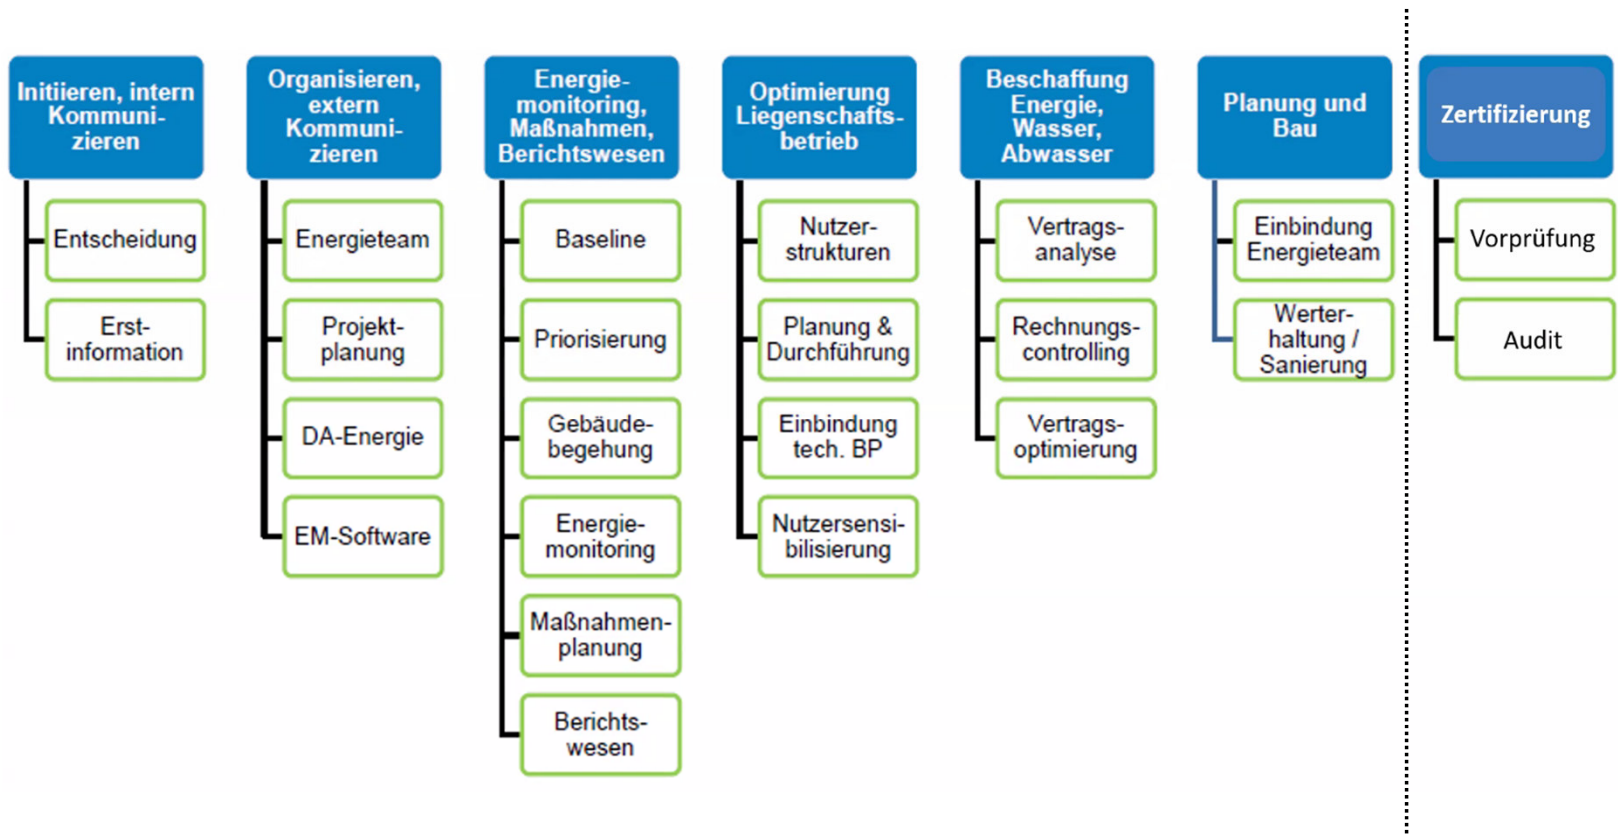 Initiieren, intern
Kommuni-
zieren
Entscheidung
Erst-
information
Organisieren,
extern
Kommuni-
zieren
Energieteam
Projekt-
planung
DA-Energie
EM-Software
Energie-
monitoring,
Maßnahmen,
Berichtswesen
Baseline
Priorisierung
Gebäude-
begehung
Energie-
monitoring
Maßnahmen-
planung
Berichts-
wesen
Optimierung
Liegenschafts-
betrieb
Nutzer-
strukturen
Planung &
Durchführung
Einbindung
tech. BP
Nutzersensi-
bilisierung
Beschaffung
Energie,
Wasser,
Abwasser
Vertrags-
analyse
Rechnungs-
controlling
Vertrags-
optimierung
Planung und
Bau
Einbindung
Energieteam
Werter-
haltung /
Sanierung
Zertifizierung
Vorprüfung
Audit